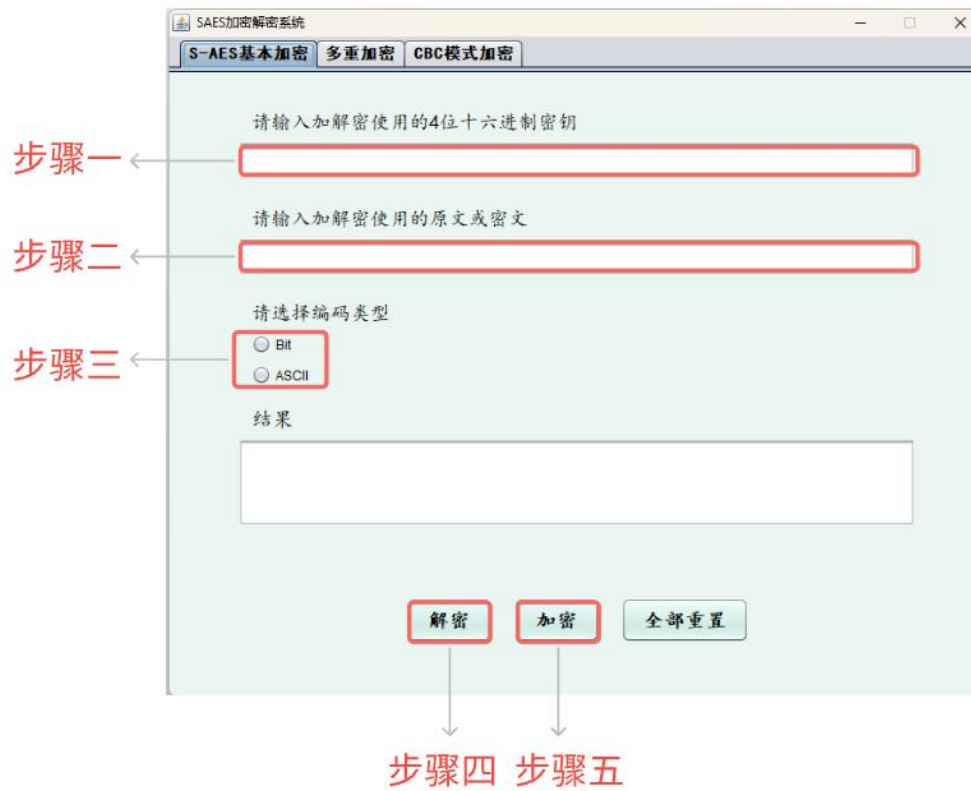 SAES加密解密系统
S-AES基本加密 多重加密 CBC模式加密
请输入加解密使用的4位十六进制密钥
步骤一
请输入加解密使用的原文或密文
步骤二
请选择编码类型
Bit
步骤三
ASCII
结果
解密 加密 全部重置
步骤四 步骤五